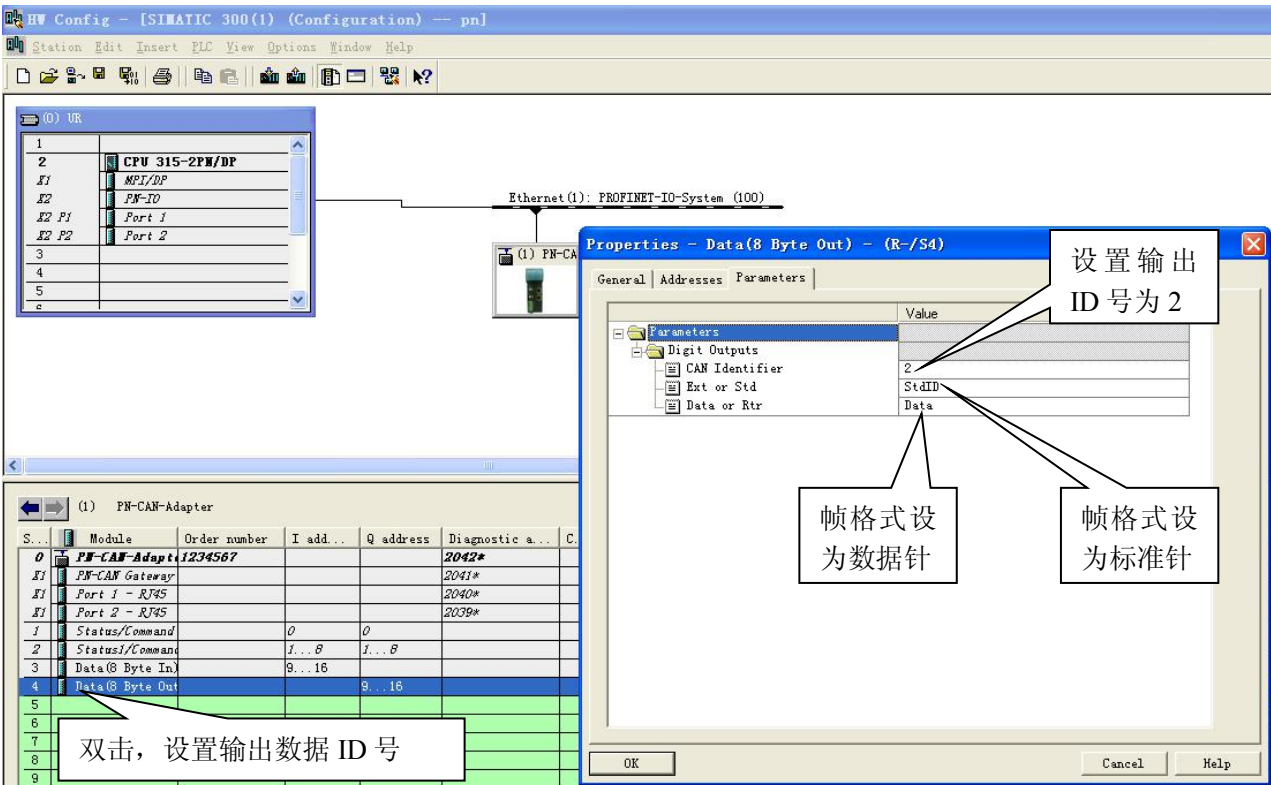 HW Config - [SIMATIC 300(1) (Configuration) -- pn]
Station Edit Insert PLC View Options Window Help
(0) UR
1
2 CPU 315-2PN/DP
X1 MPI/DP
X2 PN-IO
X2 P1 Port 1
X2 P2 Port 2
3
4
5
Ethernet(1): PROFINET-IO-System (100)
(1) PN-CA
Properties - Data(8 Byte Out) - (R-/S4)
General Addresses Parameters
Value
Parameters
Digit Outputs
CAN Identifier 2
Ext or Std StdID
Data or Rtr Data
设置输出
ID 号为 2
帧格式设
为数据针
帧格式设
为标准针
OK Cancel Help
(1) PN-CAN-Adapter
S... Module Order number I add... Q address Diagnostic a... C.
0 PN-CAN-Adapt 1234567 2042*
X1 PN-CAN Gateway 2041*
X1 Port 1 - RJ45 2040*
X1 Port 2 - RJ45 2039*
1 Status/Command 0 0
2 Status1/Comman 1...8 1...8
3 Data(8 Byte In) 9...16
4 Data(8 Byte Out 9...16
5
6
7
8
9
双击，设置输出数据 ID 号